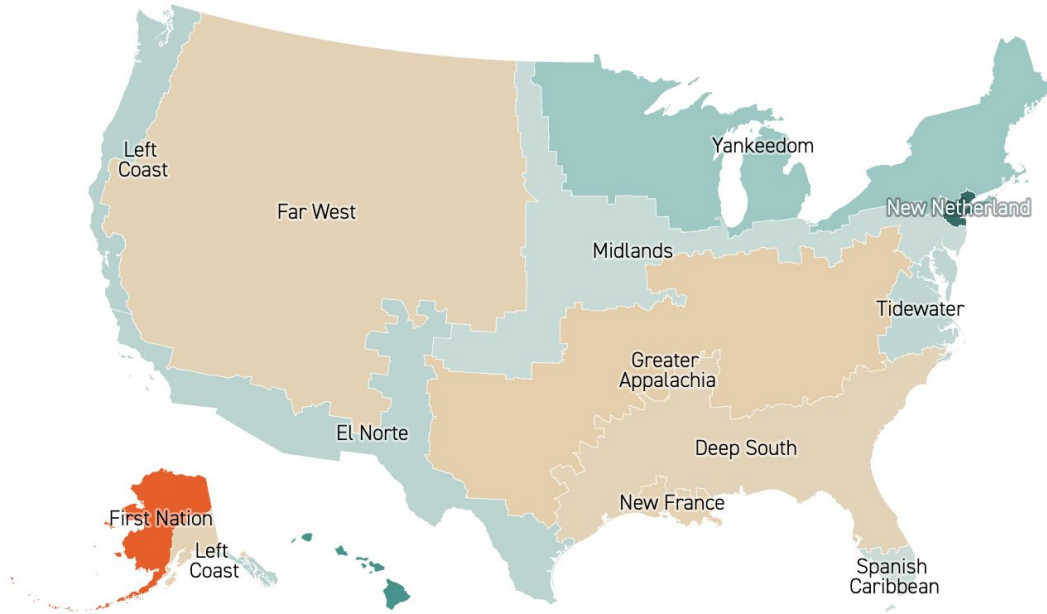 Left
Coast
Yankeedom
Far West
New Netherland
Midlands
Tidewater
Greater
Appalachia
El Norte
Deep South
New France
First Nation
Left
Coast
Spanish
Caribbean